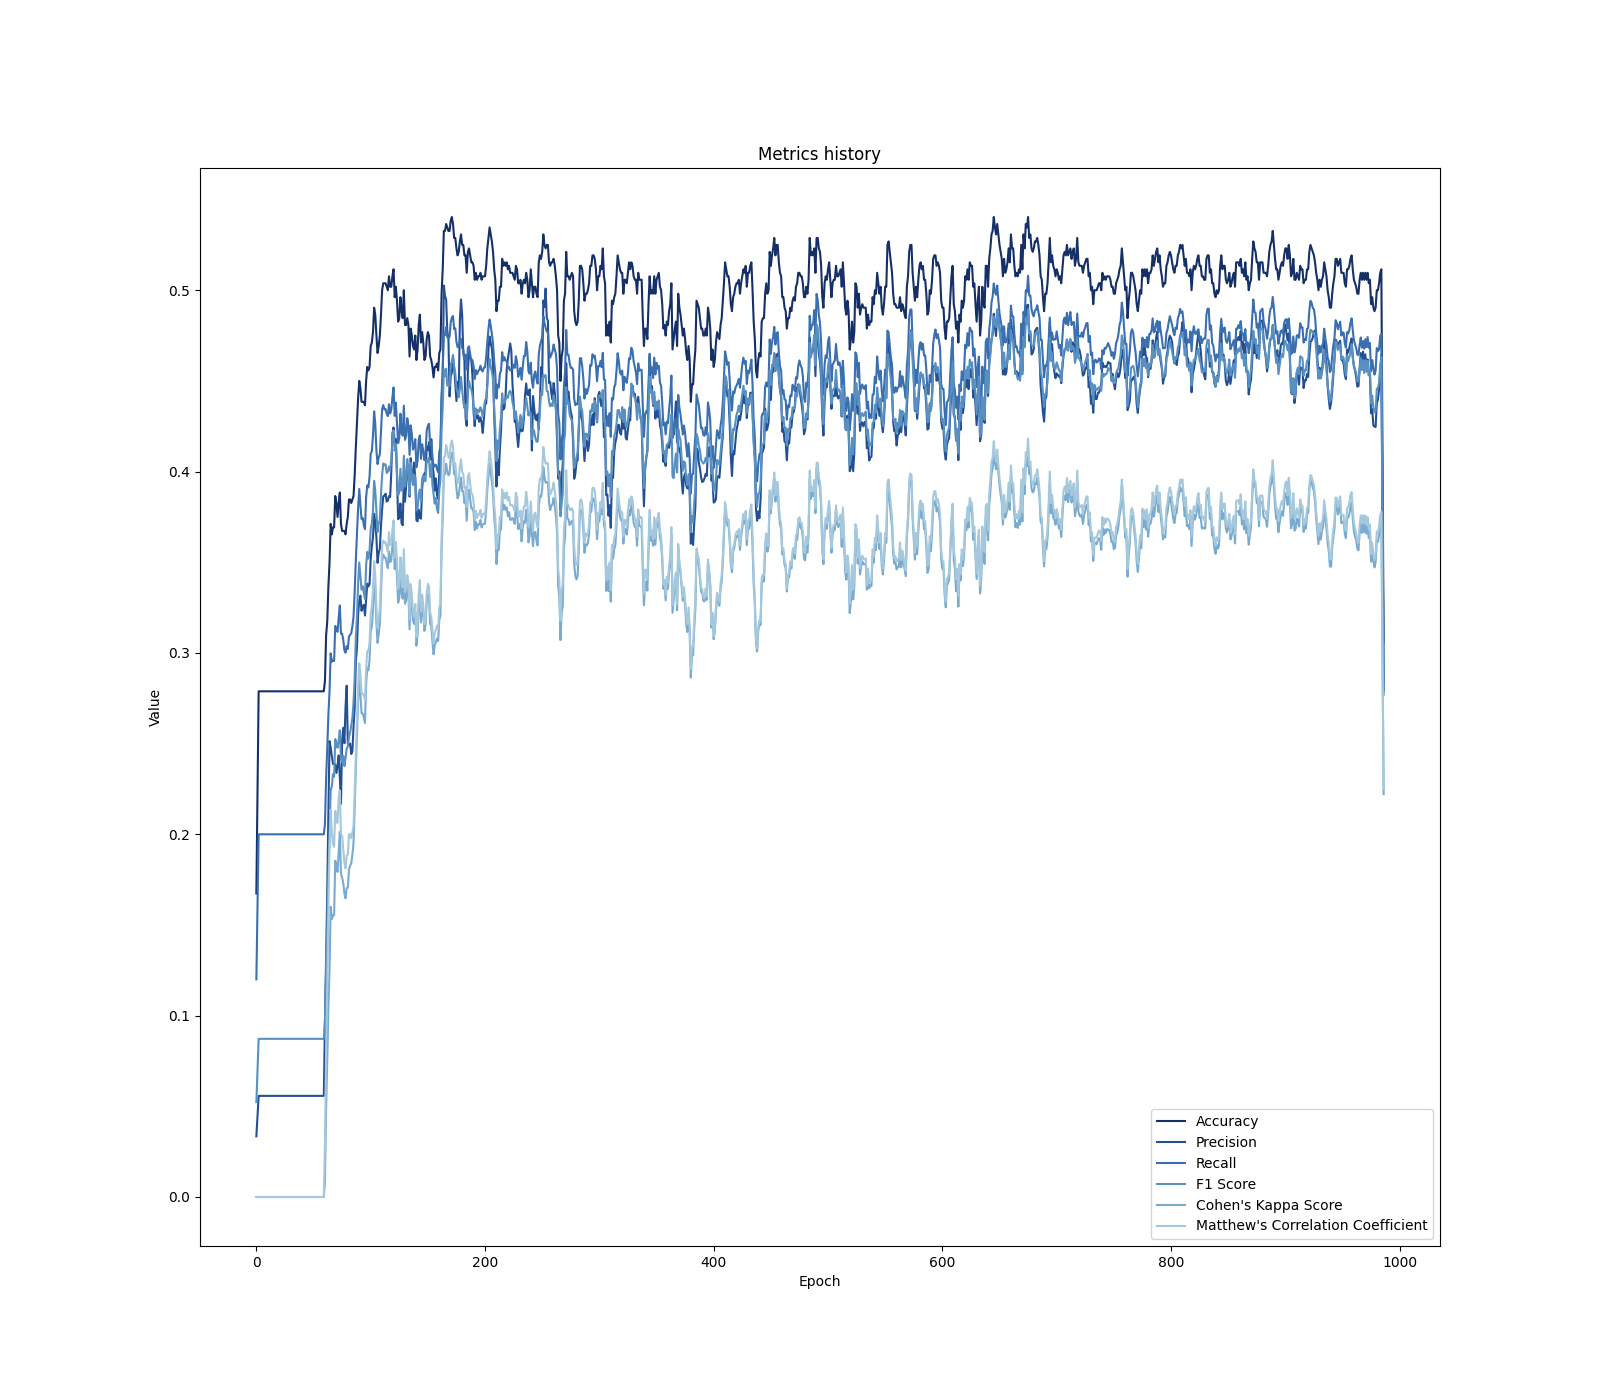 Metrics history
0.5
0.4
0.3
0.2
0.1
0.0
Value
0 200 400 600 800 1000
Epoch
Accuracy
Precision
Recall
F1 Score
Cohen's Kappa Score
Matthew's Correlation Coefficient